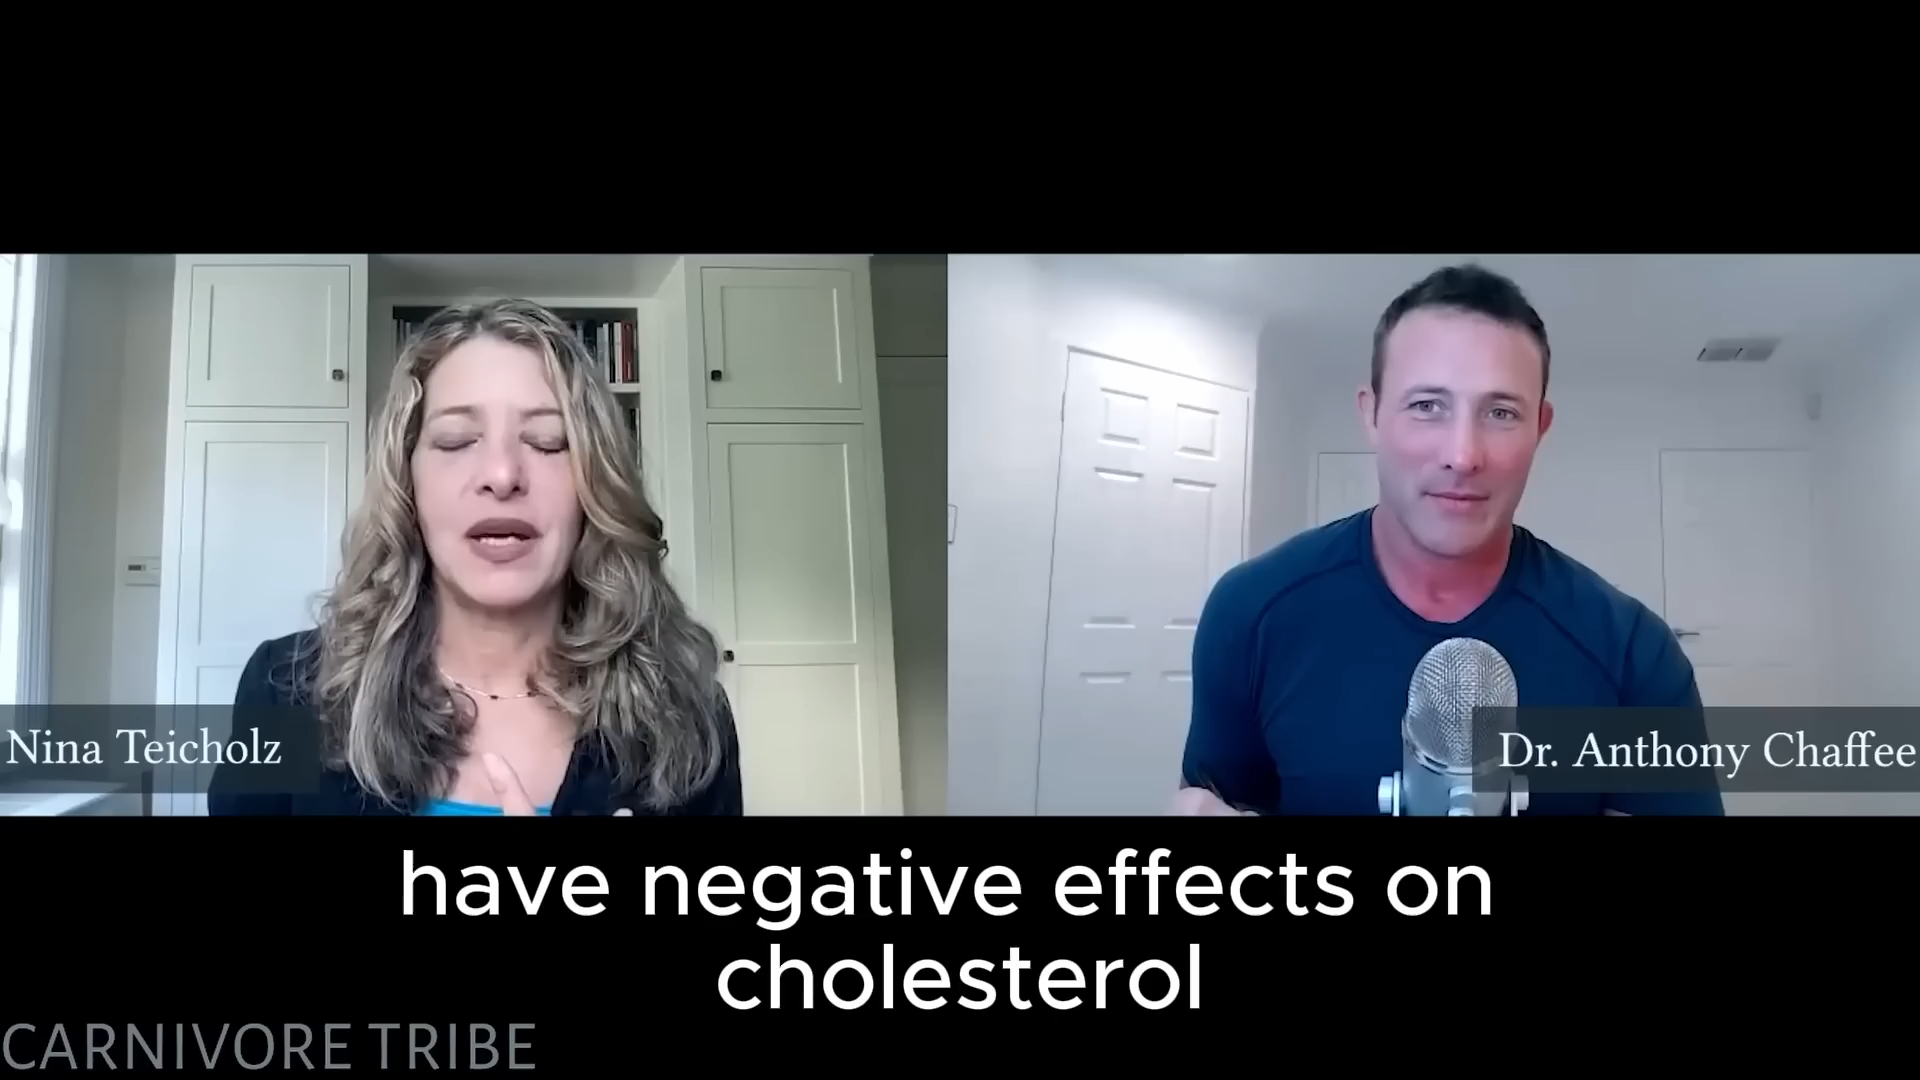 Nina Teicholz
Dr. Anthony Chaffee
have negative effects on
cholesterol
CARNIVORE TRIBE